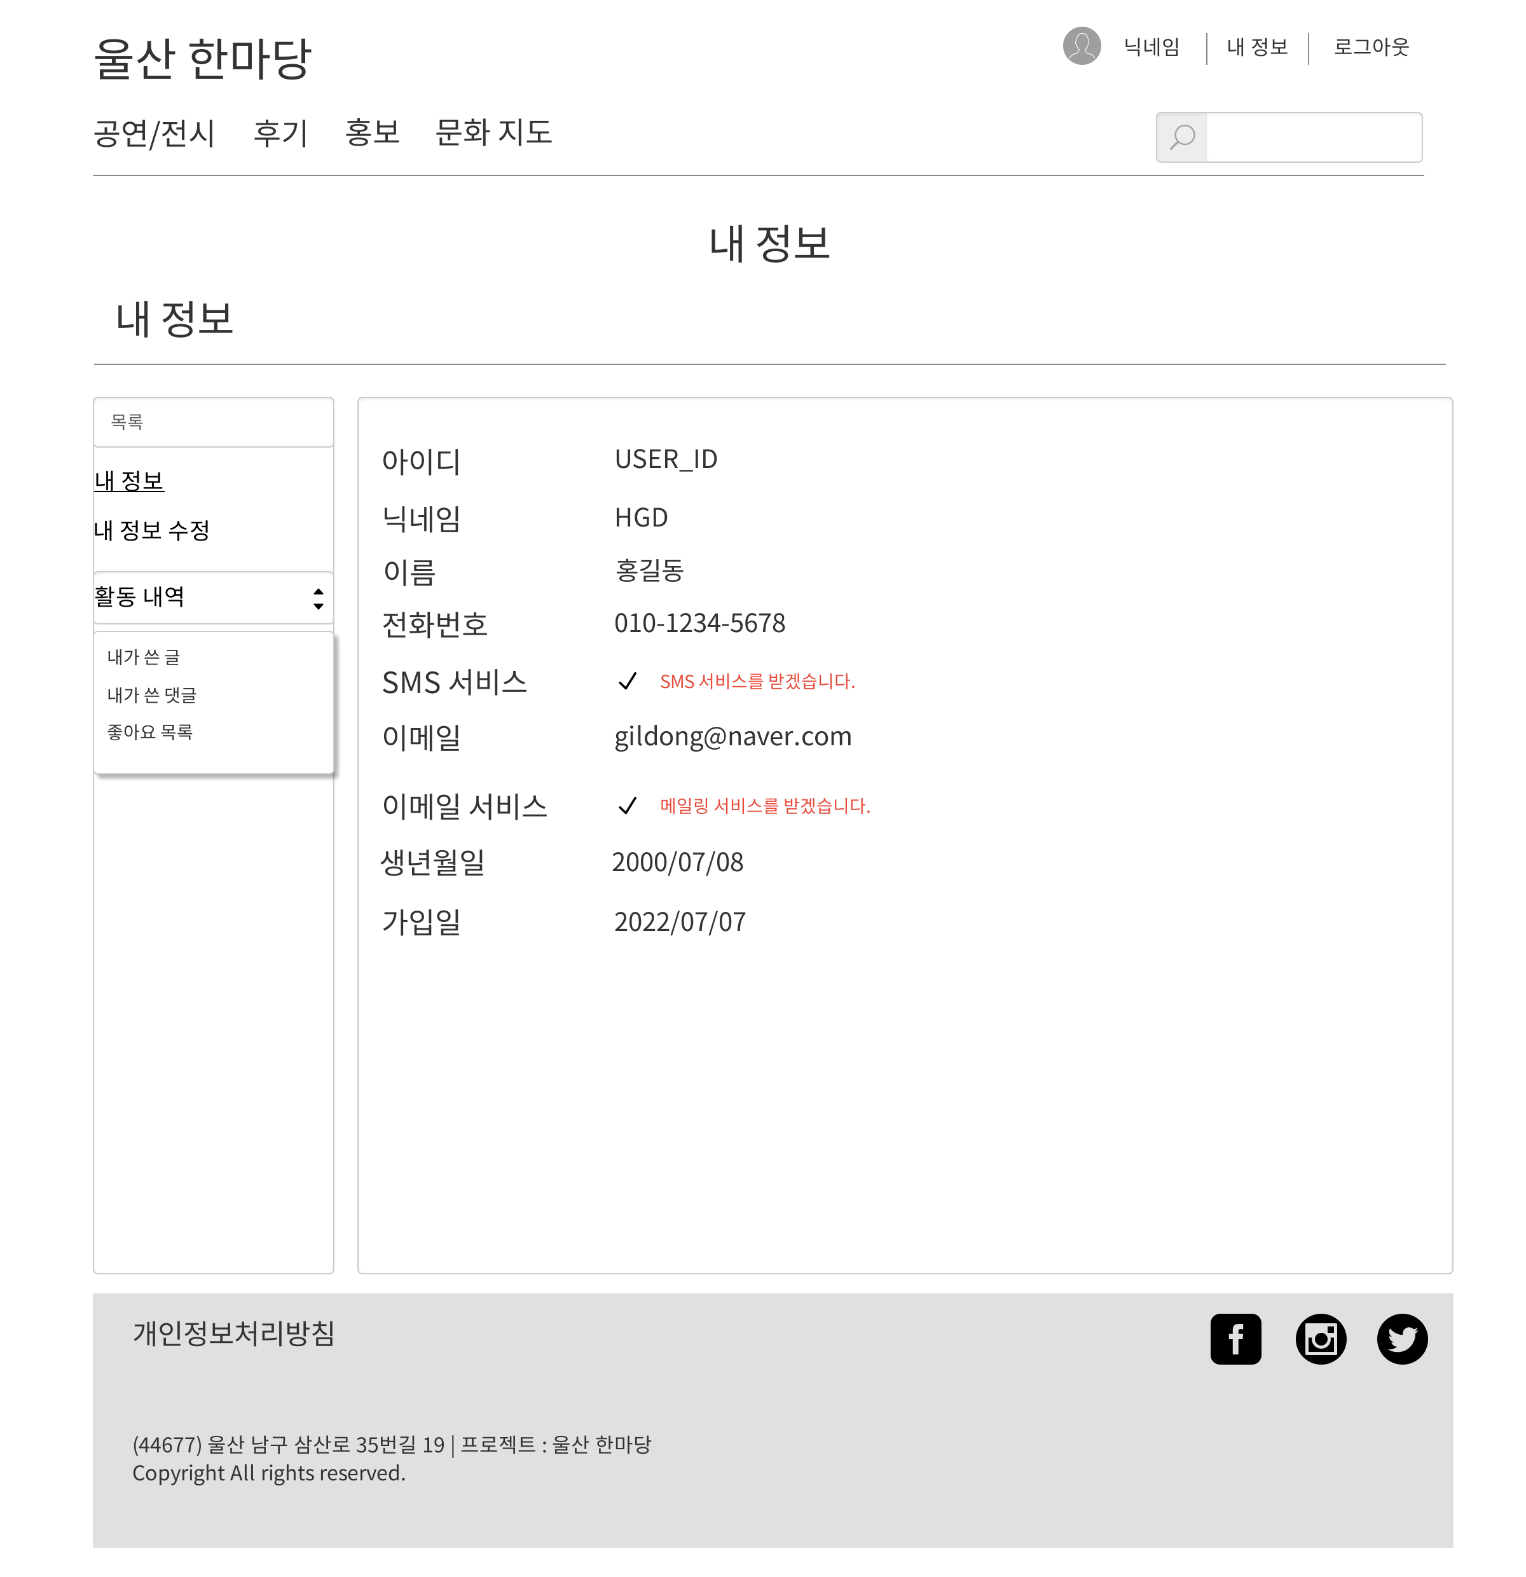 울산 한마당
닉네임 | 내 정보 | 로그아웃
공연/전시 후기 홍보 문화 지도
내 정보
내 정보
목록
내 정보
내 정보 수정
활동 내역
내가 쓴 글
내가 쓴 댓글
좋아요 목록
아이디 USER_ID
닉네임 HGD
이름 홍길동
전화번호 010-1234-5678
SMS 서비스 SMS 서비스를 받겠습니다.
이메일 gildong@naver.com
이메일 서비스 메일링 서비스를 받겠습니다.
생년월일 2000/07/08
가입일 2022/07/07
개인정보처리방침
(44677) 울산 남구 삼산로 35번길 19 | 프로젝트 : 울산 한마당
Copyright All rights reserved.